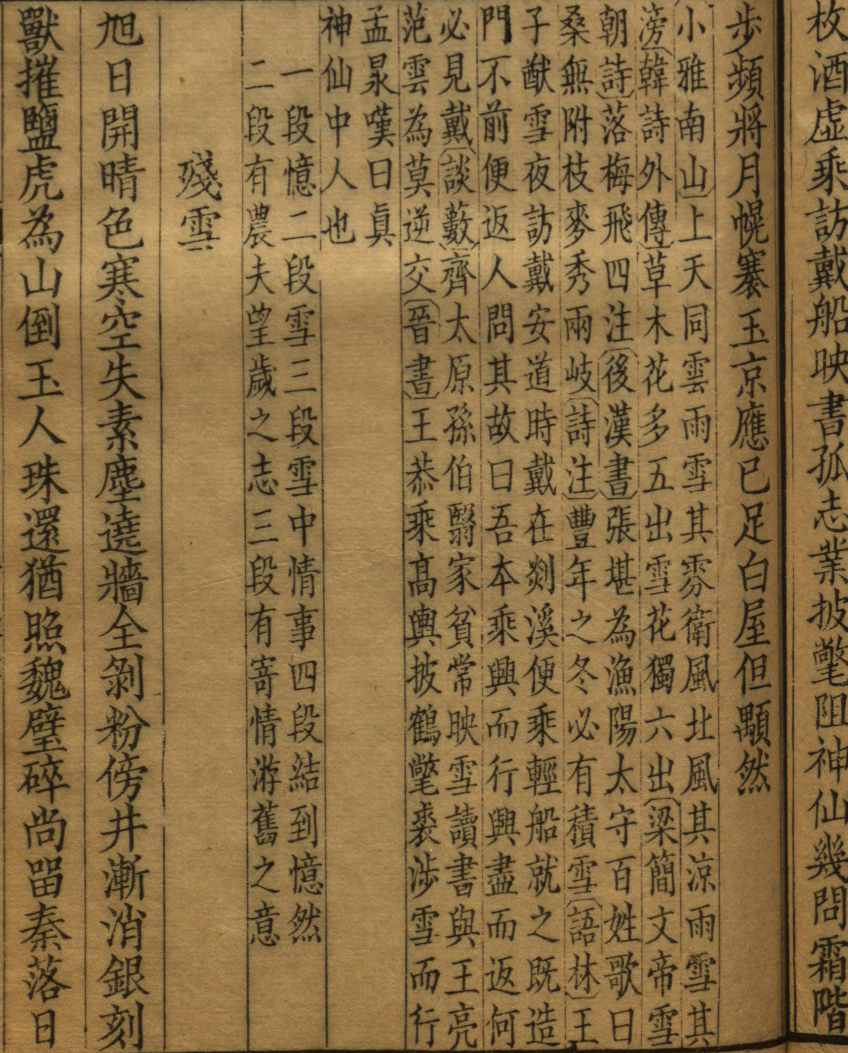 枚酒虛乘訪戴船映書孤志業披氅阻神仙幾問霜階
步頻將月幌褰玉京應已足白屋但顒然
小雅南山上天同雲雨雪其雰衛風北風其涼雨雪其
滂韓詩外傳草木花多五出雪花獨六出梁簡文帝雪
朝詩落梅飛四注後漢書張堪為漁陽太守百姓歌曰
桑無附枝麥秀兩岐詩注豐年之冬必有積雪語林王
子猷雪夜訪戴安道時戴在剡溪便乘輕船就之既造
門不前便返人問其故曰吾本乘興而行興盡而返何
必見戴談藪齊太原孫伯翳家貧常映雪讀書與王亮
范雲為莫逆交晉書王恭乘高輿披鶴氅裘涉雪而行
孟昶嘆曰真
神仙中人也
一段憶二段雪三段雪中情事四段結到憶然
二段有農夫望歲之志三段有寄情游舊之意
殘雪
旭日開晴色寒空失素塵遶牆全剝粉傍井漸消銀刻
獸摧鹽虎為山倒玉人珠還猶照魏璧碎尚留秦落日